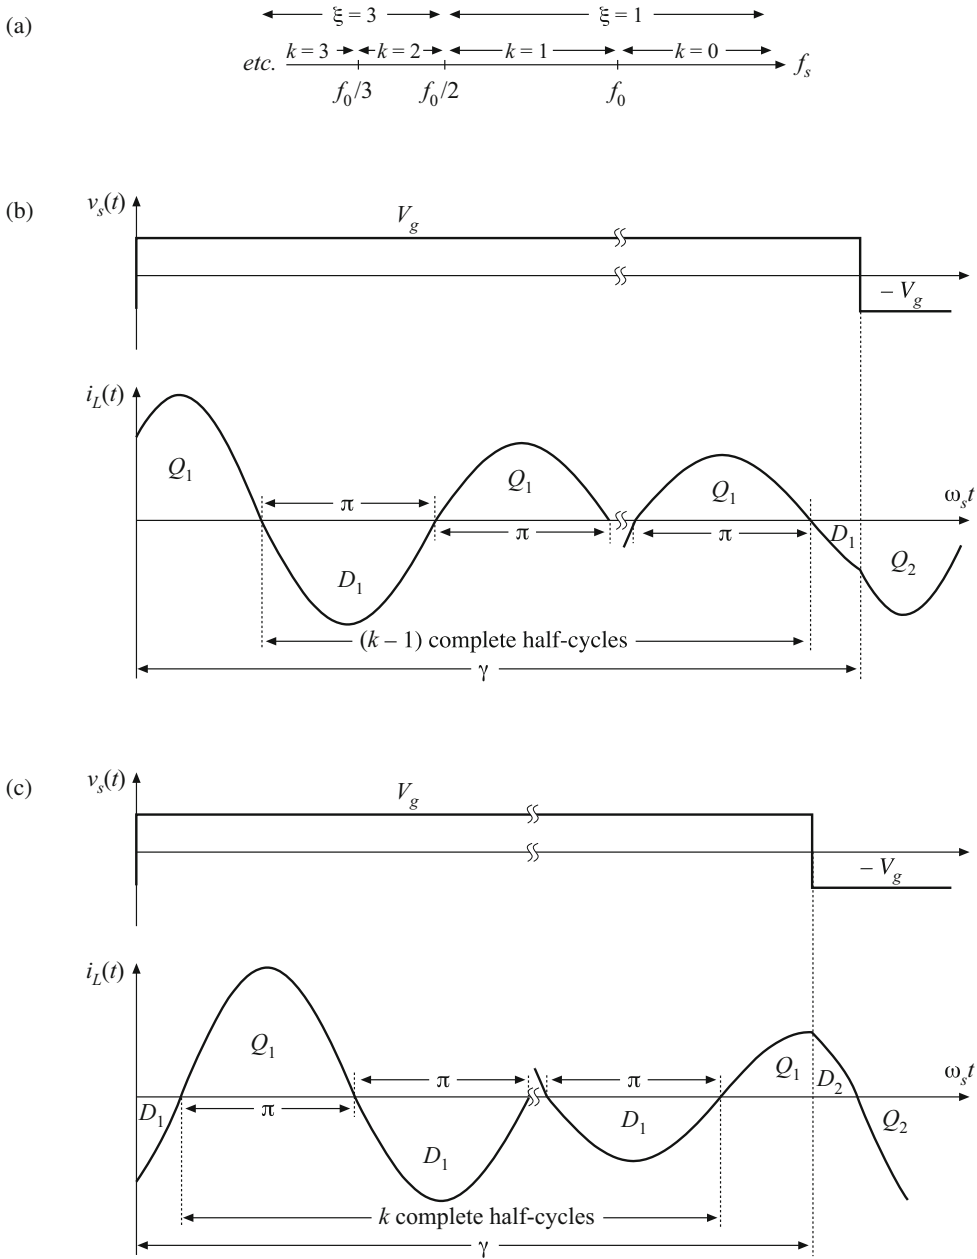 (a)
ξ = 3 ξ = 1
etc. k = 3 k = 2 k = 1 k = 0 f_s
f_0/3 f_0/2 f_0
(b)
v_s(t)
V_g
– V_g
i_L(t)
Q_1 Q_1 Q_1
π
ω_s t
π π D_1
D_1 Q_2
(k – 1) complete half-cycles
γ
(c)
v_s(t)
V_g
– V_g
i_L(t)
Q_1 Q_1 D_2
π π ω_s t
D_1 π D_1 Q_2
D_1
k complete half-cycles
γ